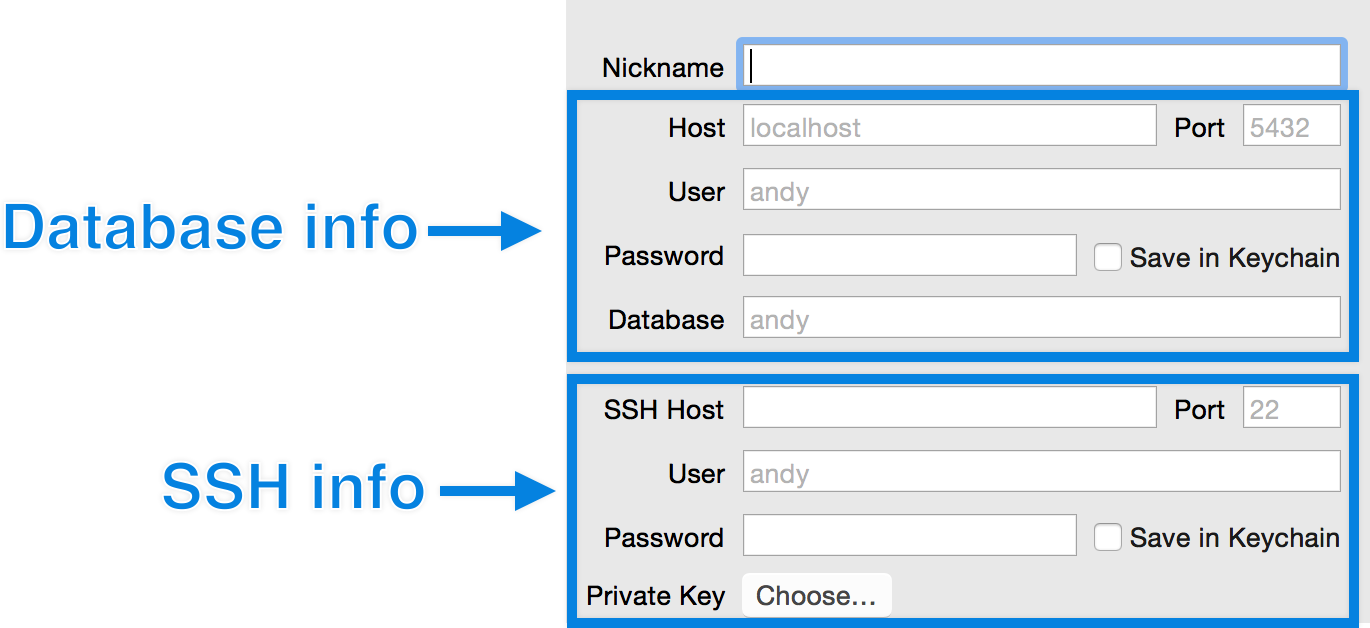 Nickname
Host localhost Port 5432
User andy
Database info
Password Save in Keychain
Database andy
SSH Host Port 22
User andy
SSH info
Password Save in Keychain
Private Key Choose...